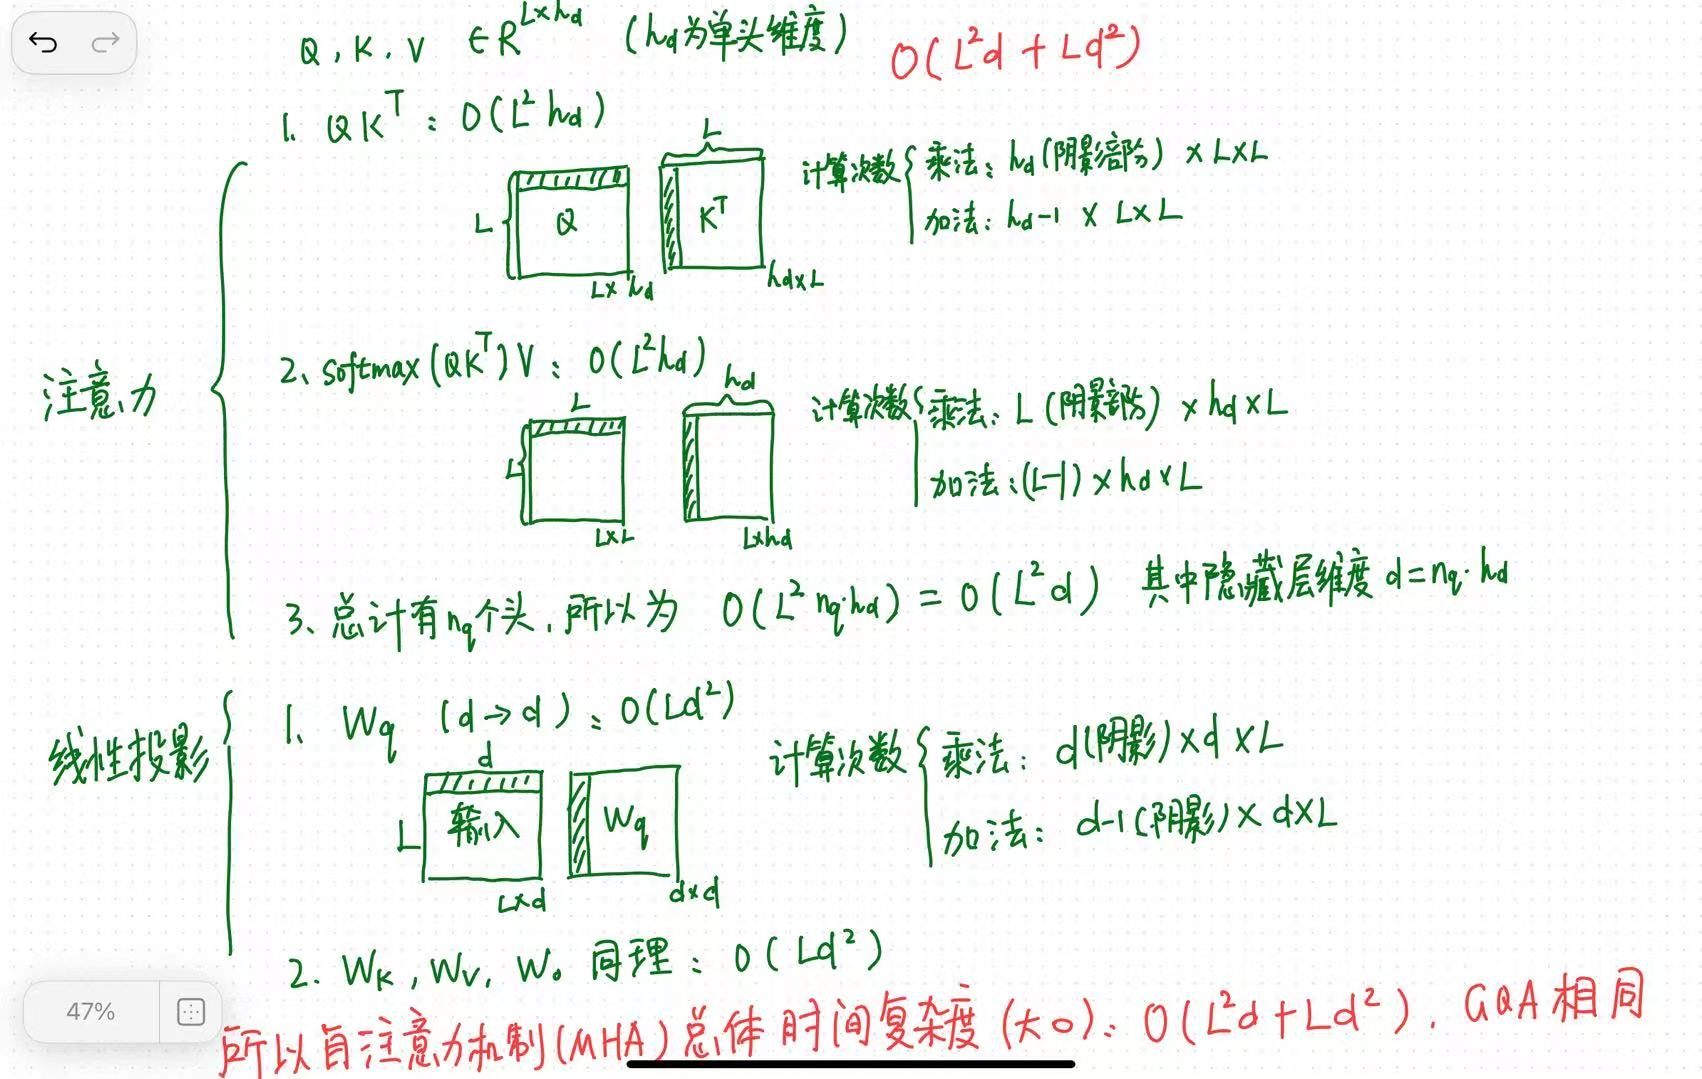 Q, K, V ∈R^{L×hd} (hd为单头维度) O(L²d + Ld²)
1. QK^T: O(L²hd)
L
计算次数 乘法: hd(阴影部分) × L×L
L Q K^T
加法: hd-1 × L×L
L×hd hd×L
2、softmax(QK^T)V: O(L²hd)
注意力
L hd
计算次数 乘法: L(阴影部分) ×hd×L
L
加法:(L-1)×hd×L
L×L L×hd
3、总计有nq个头, 所以为 O(L²nq·hd) = O(L²d) 其中隐藏层维度 d=nq·hd
线性投影
1、Wq (d→d): O(Ld²)
d
计算次数 乘法: d(阴影)×d×L
L 输入 Wq
加法: d-1(阴影)×d×L
L×d d×d
2. WK, WV, Wo 同理: O(Ld²)
47%
所以自注意力机制(MHA)总体时间复杂度(大O): O(L²d+Ld²), GQA相同